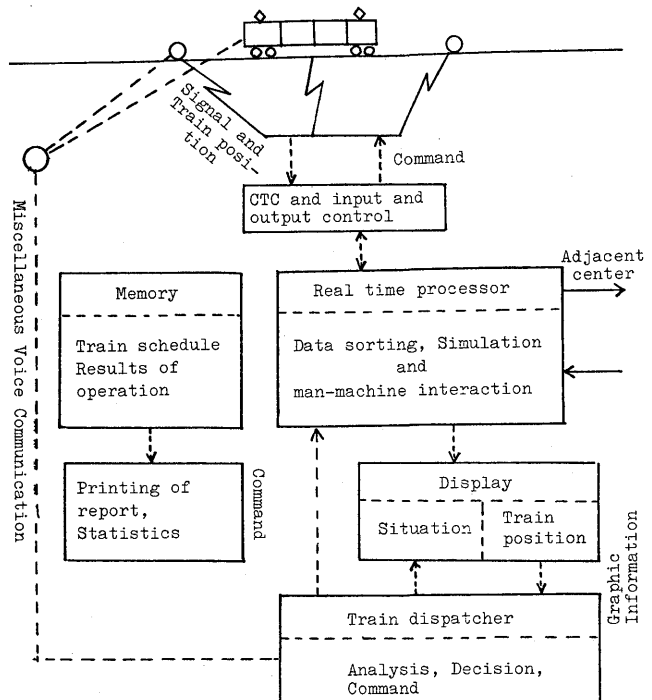 Signal and
Train posi-
tion
Command
CTC and input and
output control
Adjacent
center
Miscellaneous Voice Communication
Memory
Train schedule
Results of
operation
Real time processor
Data sorting, Simulation
and
man-machine interaction
Printing of
report,
Statistics
Command
Display
Situation
Train
position
Graphic
Information
Train dispatcher
Analysis, Decision,
Command